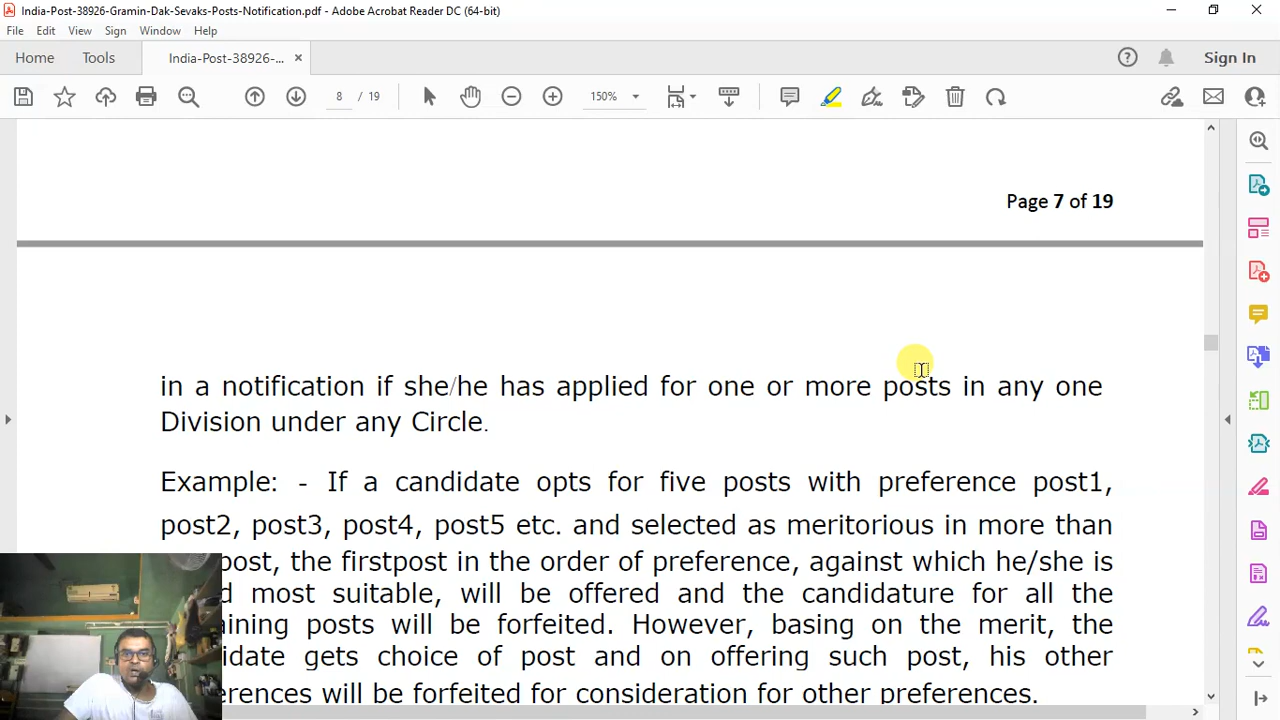 India-Post-38926-Gramin-Dak-Sevaks-Posts-Notification.pdf - Adobe Acrobat Reader DC (64-bit)
File Edit View Sign Window Help
Home Tools India-Post-38926-... × Sign In
8 / 19 150%
Page 7 of 19
in a notification if she/he has applied for one or more posts in any one
Division under any Circle.
Example: - If a candidate opts for five posts with preference post1,
post2, post3, post4, post5 etc. and selected as meritorious in more than
post, the firstpost in the order of preference, against which he/she is
most suitable, will be offered and the candidature for all the
aining posts will be forfeited. However, basing on the merit, the
idate gets choice of post and on offering such post, his other
erences will be forfeited for consideration for other preferences.